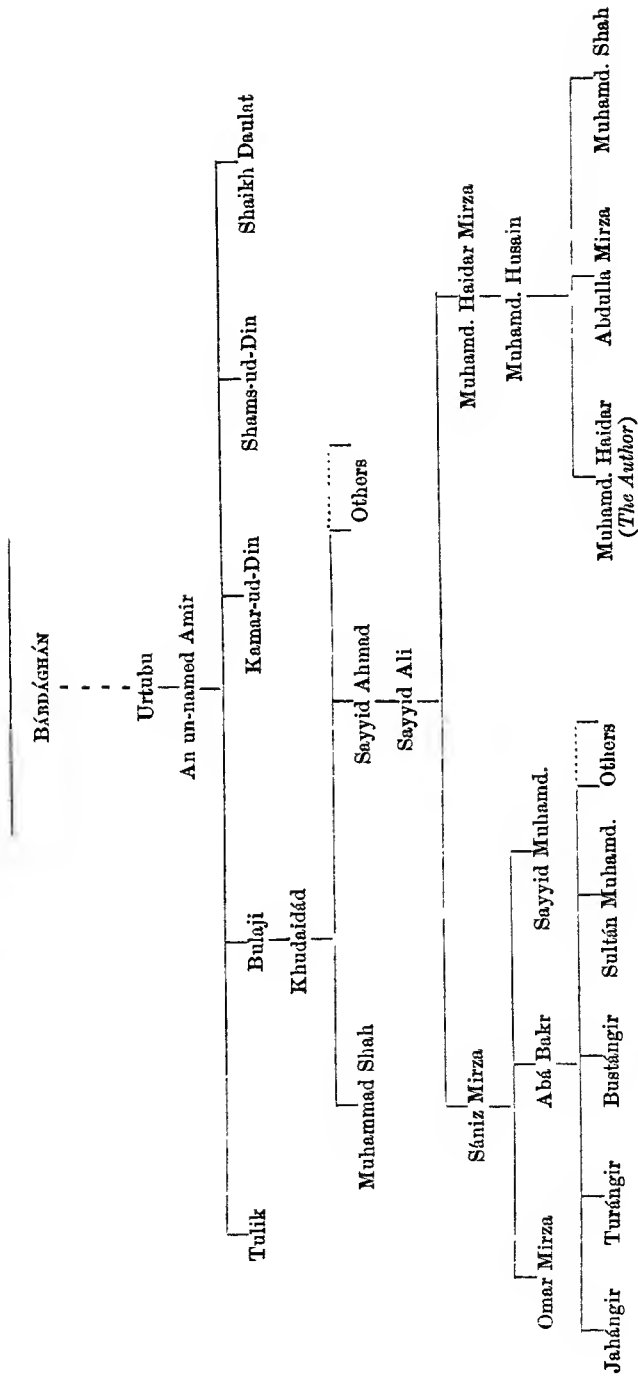 BÁRDÁGHÁN
Urtubu
An un-named Amir
Tulik Bulaji Kamar-ud-Din Shams-ud-Din Shaikh Daulat
Khudaidád
Muhammad Shah Sayyid Ahmad Others
Sayyid Ali
Sániz Mirza Muhamd. Haidar Mirza
Omar Mirza Abá Bakr Sayyid Muhamd. Muhamd. Husain
Jahángir Turángir Bustángir Sultán Muhamd. Others Muhamd. Haidar Abdulla Mirza Muhamd. Shah
(The Author)